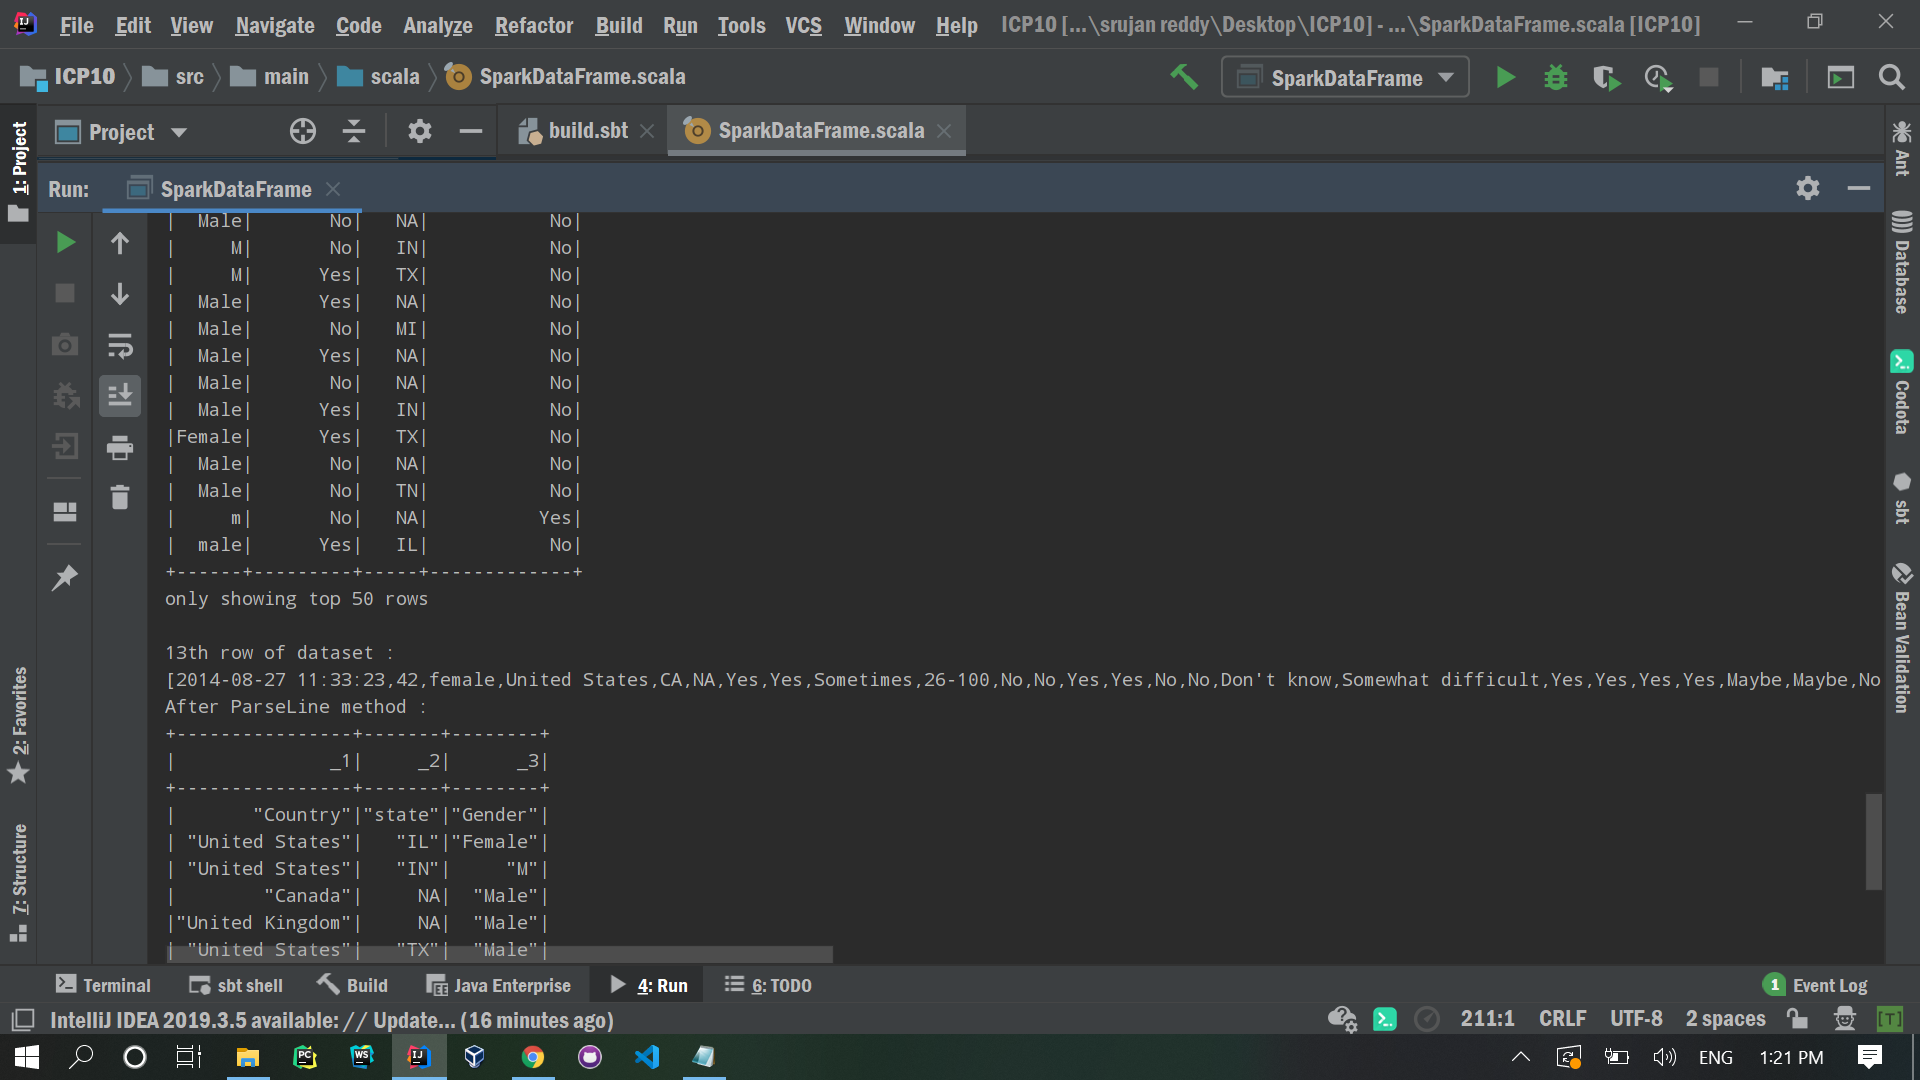 File Edit View Navigate Code Analyze Refactor Build Run Tools VCS Window Help ICP10 [...\srujan reddy\Desktop\ICP10] - ...\SparkDataFrame.scala [ICP10]
ICP10 src main scala SparkDataFrame.scala SparkDataFrame
Project build.sbt SparkDataFrame.scala
Run: SparkDataFrame
|  Male|       No|   NA|           No|
|     M|       No|   IN|           No|
|     M|      Yes|   TX|           No|
|  Male|      Yes|   NA|           No|
|  Male|       No|   MI|           No|
|  Male|      Yes|   NA|           No|
|  Male|       No|   NA|           No|
|  Male|      Yes|   IN|           No|
|Female|      Yes|   TX|           No|
|  Male|       No|   NA|           No|
|  Male|       No|   TN|           No|
|     m|       No|   NA|          Yes|
|  male|      Yes|   IL|           No|
+------+---------+-----+-------------+
only showing top 50 rows
13th row of dataset :
[2014-08-27 11:33:23,42,female,United States,CA,NA,Yes,Yes,Sometimes,26-100,No,No,Yes,Yes,No,No,Don't know,Somewhat difficult,Yes,Yes,Yes,Yes,Maybe,Maybe,No
After ParseLine method :
+----------------+-------+--------+
|              _1|     _2|      _3|
+----------------+-------+--------+
|       "Country"|"state"|"Gender"|
| "United States"|   "IL"|"Female"|
| "United States"|   "IN"|     "M"|
|        "Canada"|     NA|  "Male"|
|"United Kingdom"|     NA|  "Male"|
| "United States"|   "TX"|  "Male"|
1: Project
2: Favorites
7: Structure
Ant
Database
Codota
sbt
Bean Validation
Terminal sbt shell Build Java Enterprise 4: Run 6: TODO 1 Event Log
IntelliJ IDEA 2019.3.5 available: // Update... (16 minutes ago) 211:1 CRLF UTF-8 2 spaces [T]
PC WS IJ ENG 1:21 PM